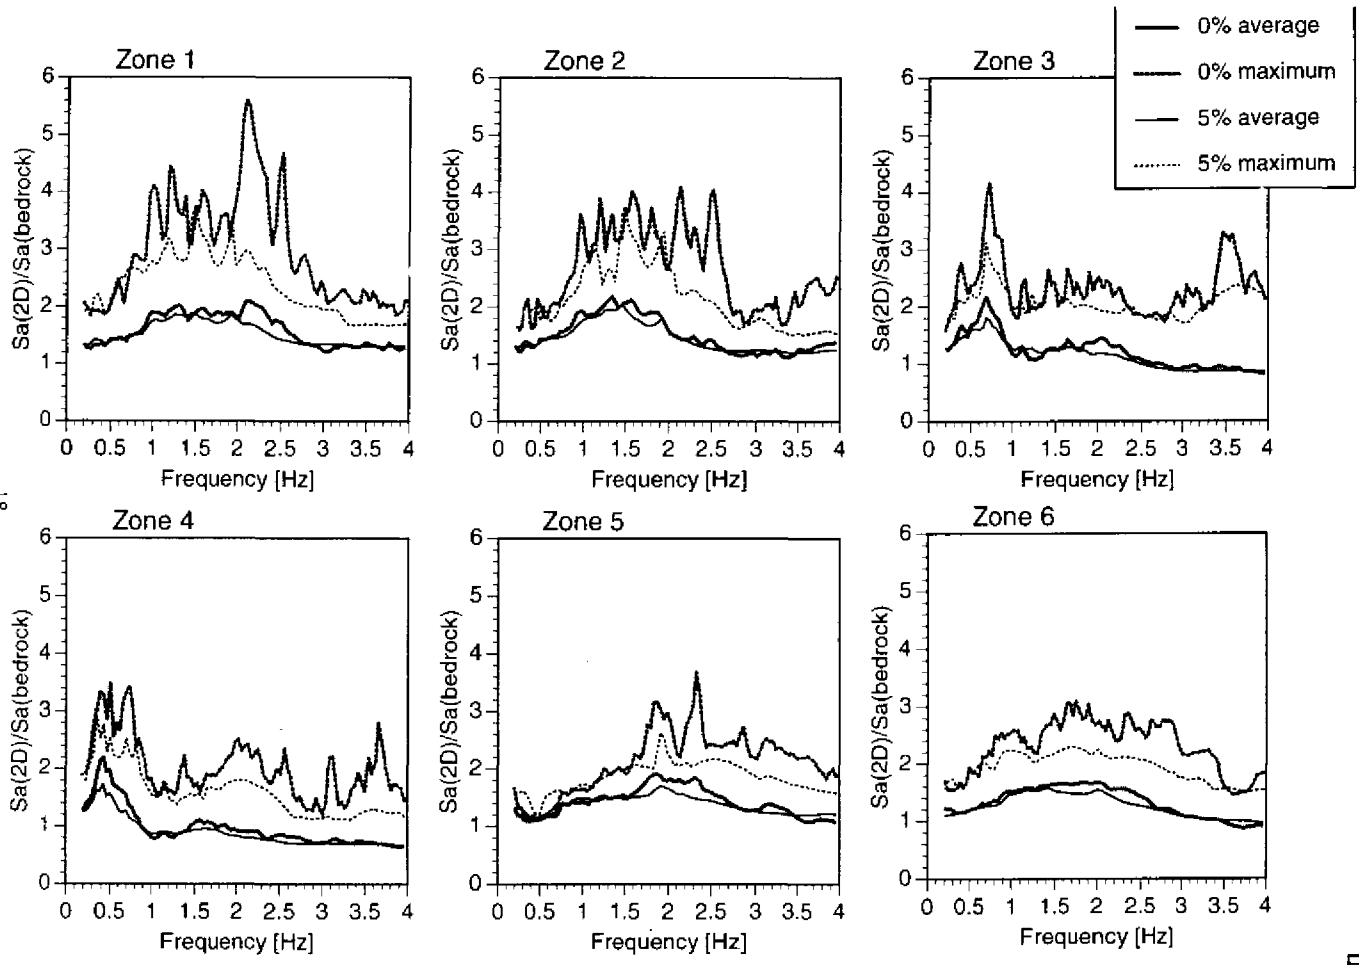 0% average
0% maximum
5% average
5% maximum
Zone 1
6
5
4
3
2
1
0
Sa(2D)/Sa(bedrock)
0 0.5 1 1.5 2 2.5 3 3.5 4
Frequency [Hz]
Zone 2
6
5
4
3
2
1
0
Sa(2D)/Sa(bedrock)
0 0.5 1 1.5 2 2.5 3 3.5 4
Frequency [Hz]
Zone 3
6
5
4
3
2
1
0
Sa(2D)/Sa(bedrock)
0 0.5 1 1.5 2 2.5 3 3.5 4
Frequency [Hz]
Zone 4
6
5
4
3
2
1
0
Sa(2D)/Sa(bedrock)
0 0.5 1 1.5 2 2.5 3 3.5 4
Frequency [Hz]
Zone 5
6
5
4
3
2
1
0
Sa(2D)/Sa(bedrock)
0 0.5 1 1.5 2 2.5 3 3.5 4
Frequency [Hz]
Zone 6
6
5
4
3
2
1
0
Sa(2D)/Sa(bedrock)
0 0.5 1 1.5 2 2.5 3 3.5 4
Frequency [Hz]